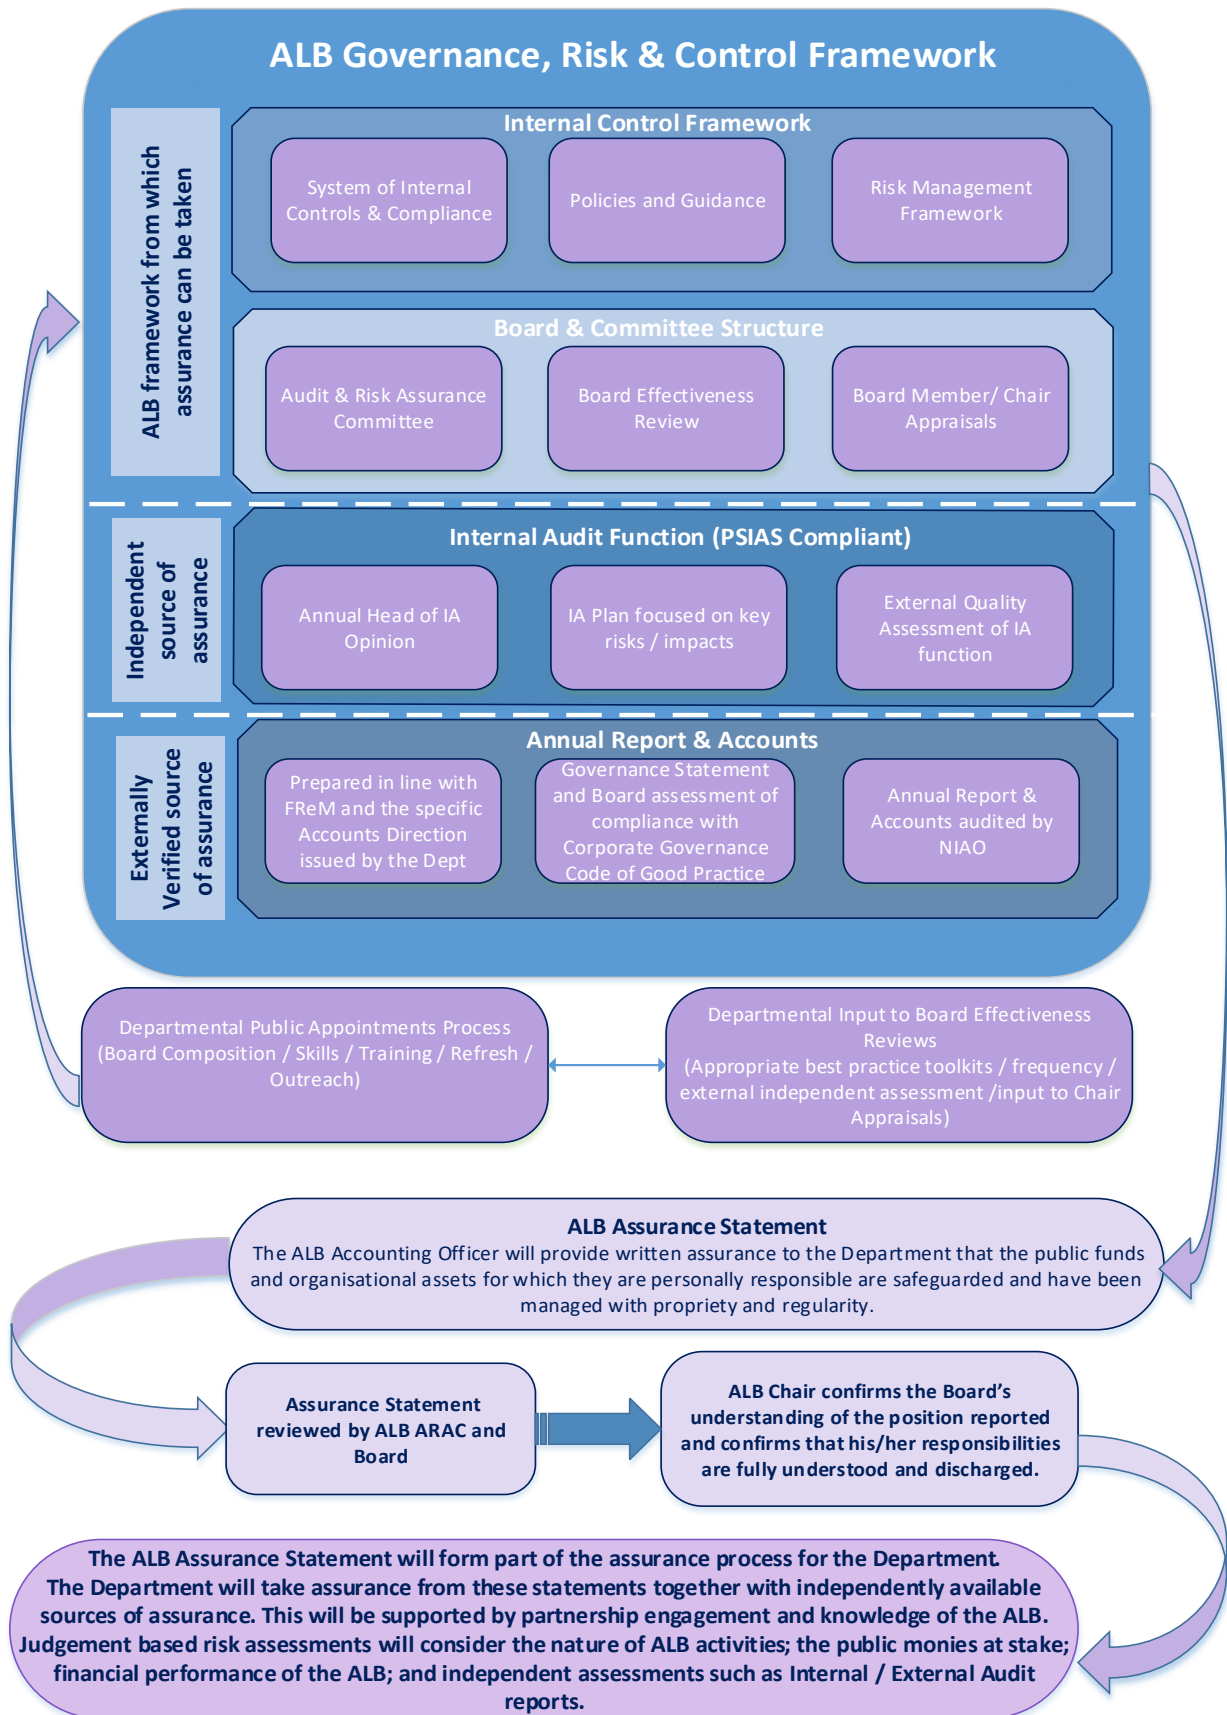 ALB Governance, Risk & Control Framework
ALB framework from which
assurance can be taken
Internal Control Framework
System of Internal
Controls & Compliance
Policies and Guidance
Risk Management
Framework
Board & Committee Structure
Audit & Risk Assurance
Committee
Board Effectiveness
Review
Board Member/ Chair
Appraisals
Independent
source of
assurance
Internal Audit Function (PSIAS Compliant)
Annual Head of IA
Opinion
IA Plan focused on key
risks / impacts
External Quality
Assessment of IA
function
Externally
Verified source
of assurance
Annual Report & Accounts
Prepared in line with
FReM and the specific
Accounts Direction
issued by the Dept
Governance Statement
and Board assessment of
compliance with
Corporate Governance
Code of Good Practice
Annual Report &
Accounts audited by
NIAO
Departmental Public Appointments Process
(Board Composition / Skills / Training / Refresh /
Outreach)
Departmental Input to Board Effectiveness
Reviews
(Appropriate best practice toolkits / frequency /
external independent assessment /input to Chair
Appraisals)
ALB Assurance Statement
The ALB Accounting Officer will provide written assurance to the Department that the public funds
and organisational assets for which they are personally responsible are safeguarded and have been
managed with propriety and regularity.
Assurance Statement
reviewed by ALB ARAC and
Board
ALB Chair confirms the Board’s
understanding of the position reported
and confirms that his/her responsibilities
are fully understood and discharged.
The ALB Assurance Statement will form part of the assurance process for the Department.
The Department will take assurance from these statements together with independently available
sources of assurance. This will be supported by partnership engagement and knowledge of the ALB.
Judgement based risk assessments will consider the nature of ALB activities; the public monies at stake;
financial performance of the ALB; and independent assessments such as Internal / External Audit
reports.